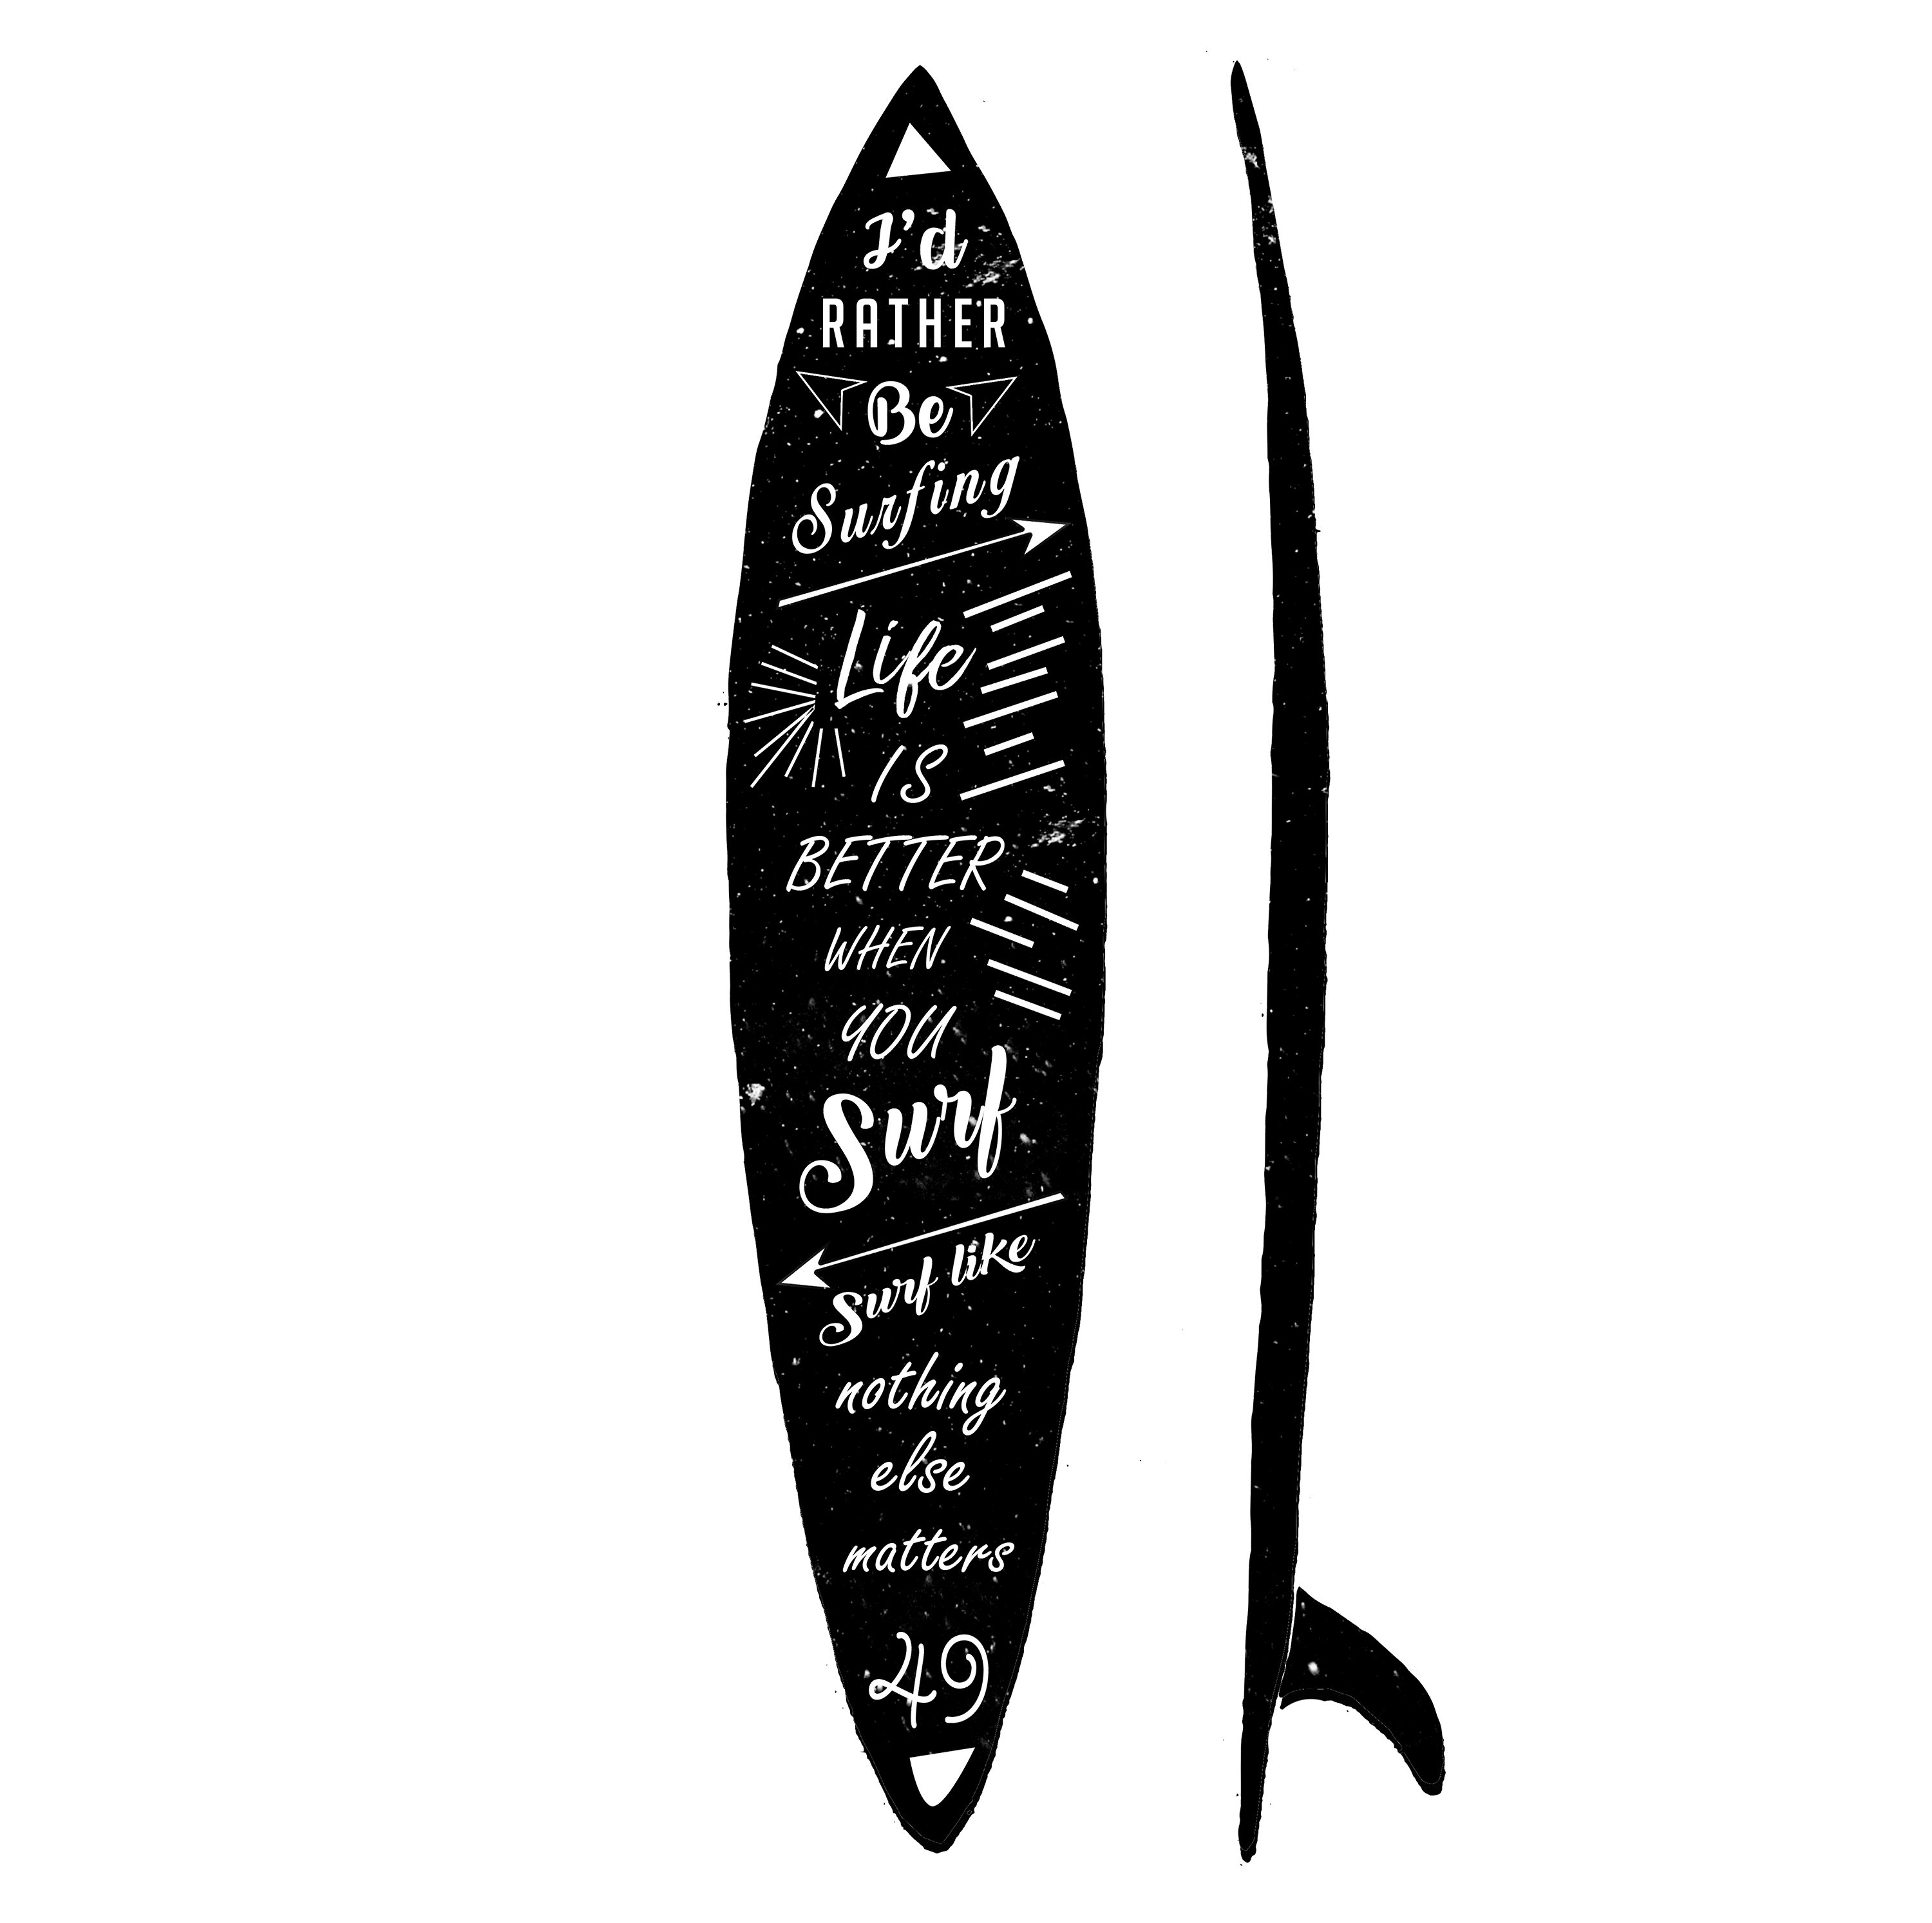 I'd
RATHER
Be
Surfing
Life
is
BETTER
WHEN
YOU
Surf
Surf like
nothing
else
matters
49